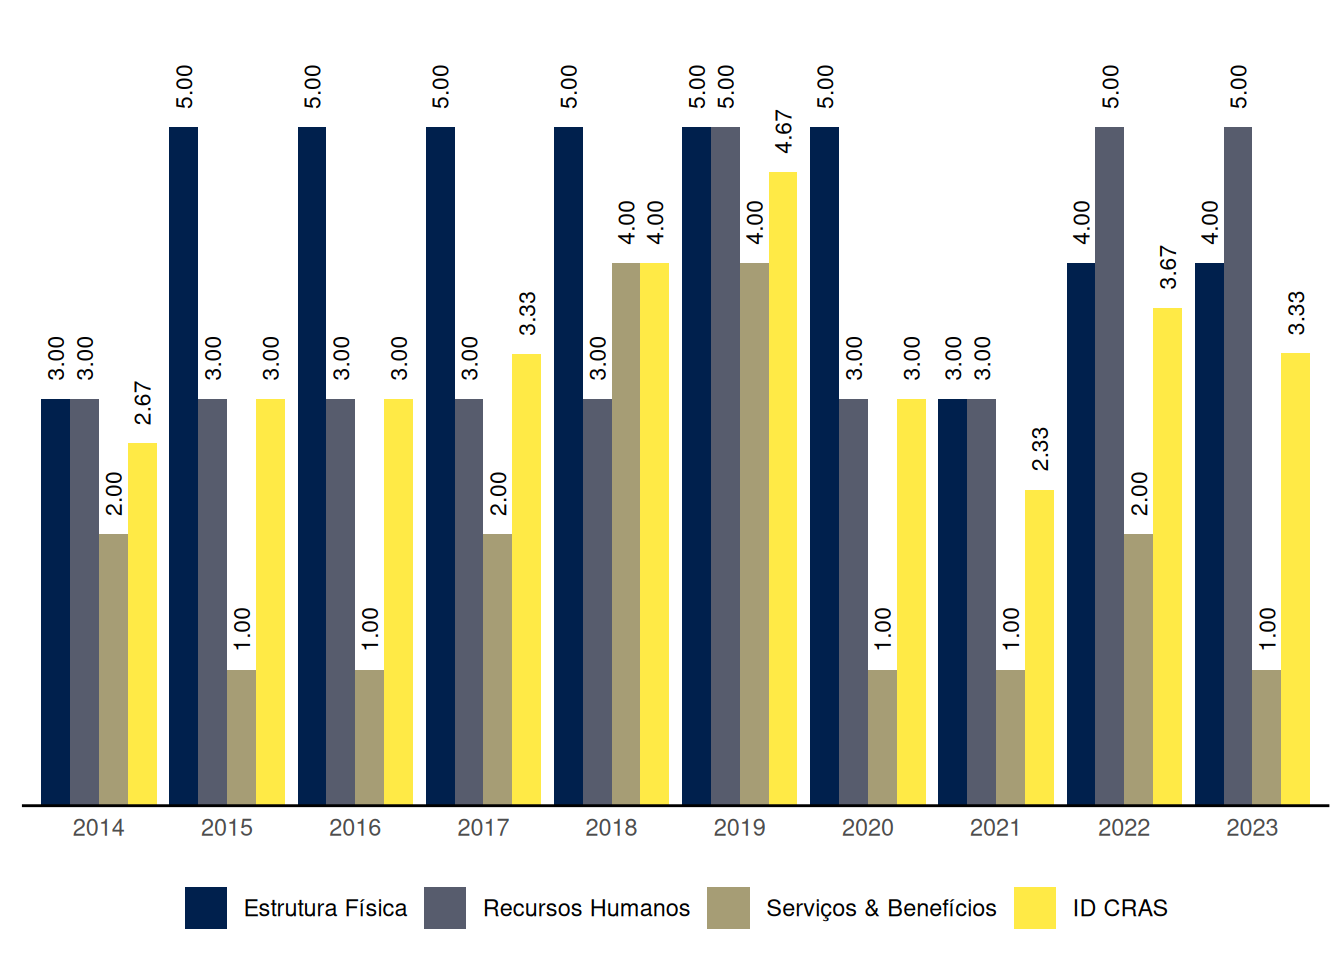 5.00 5.00 5.00 5.00 5.00 5.00 5.00 5.00 5.00
4.67
4.00 4.00 4.00 4.00 4.00
3.67
3.33 3.33
3.00 3.00 3.00 3.00 3.00 3.00 3.00 3.00 3.00 3.00 3.00 3.00 3.00
2.67
2.33
2.00 2.00 2.00
1.00 1.00 1.00 1.00 1.00
2014 2015 2016 2017 2018 2019 2020 2021 2022 2023
Estrutura Física Recursos Humanos Serviços & Benefícios ID CRAS